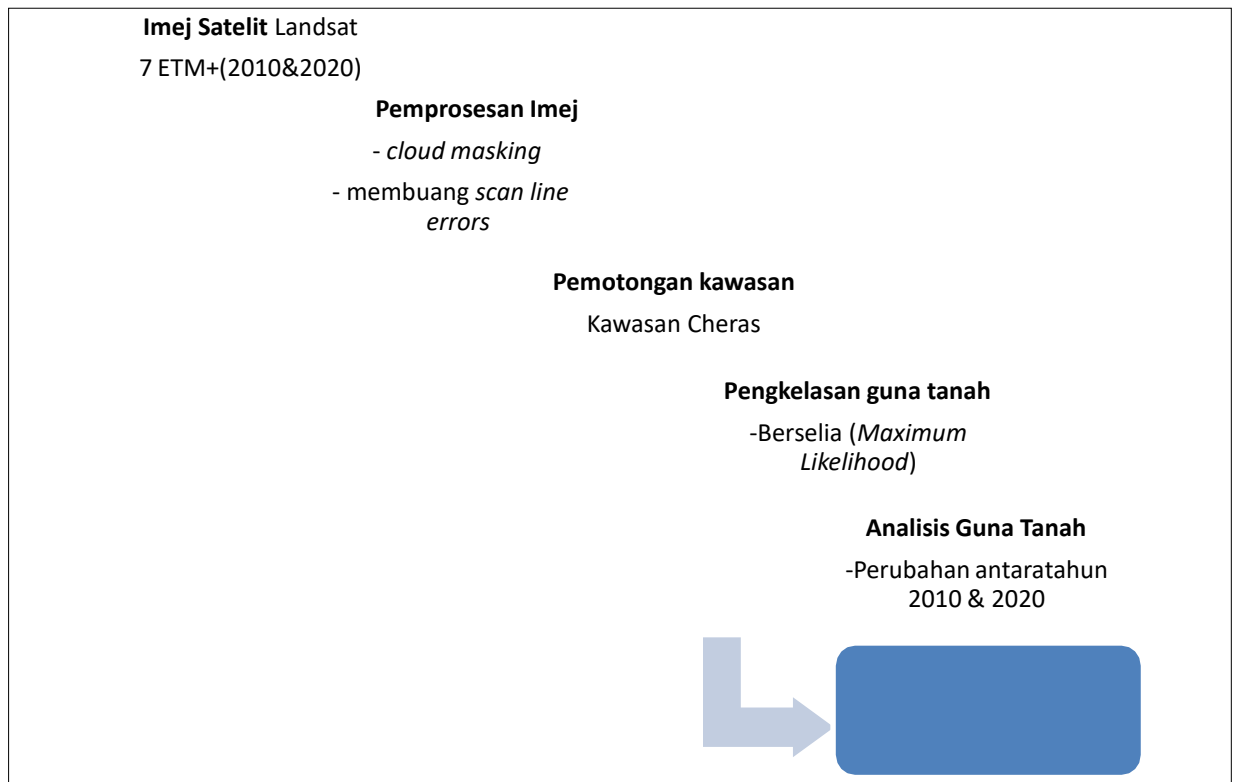 Imej Satelit Landsat
7 ETM+(2010&2020)
Pemprosesan Imej
- cloud masking
- membuang scan line
errors
Pemotongan kawasan
Kawasan Cheras
Pengkelasan guna tanah
-Berselia (Maximum
Likelihood)
Analisis Guna Tanah
-Perubahan antaratahun
2010 & 2020